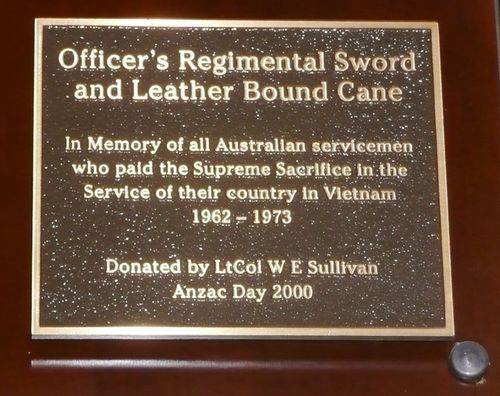 Officer's Regimental Sword
and Leather Bound Cane
In Memory of all Australian servicemen
who paid the Supreme Sacrifice in the
Service of their country in Vietnam
1962 – 1973
Donated by LtCol W E Sullivan
Anzac Day 2000